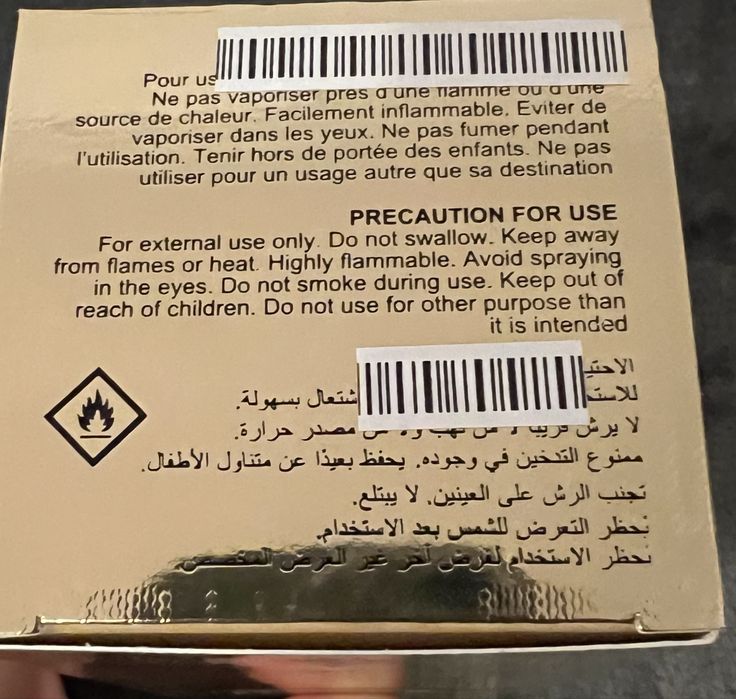 Pour us
Ne pas vaporiser près d'une flamme ou d'une
source de chaleur. Facilement inflammable. Eviter de
vaporiser dans les yeux. Ne pas fumer pendant
l'utilisation. Tenir hors de portée des enfants. Ne pas
utiliser pour un usage autre que sa destination
PRECAUTION FOR USE
For external use only. Do not swallow. Keep away
from flames or heat. Highly flammable. Avoid spraying
in the eyes. Do not smoke during use. Keep out of
reach of children. Do not use for other purpose than
it is intended
الاحتي
للاست شتعال بسهولة.
لا يرش قريبا مصدر حرارة.
ممنوع التدخين في وجوده. يحفظ بعيدًا عن متناول الأطفال.
تجنب الرش على العينين. لا يبتلع.
يُحظر التعرض للشمس بعد الاستخدام.
يُحظر الاستخدام لغرض آخر غير الغرض المخصص